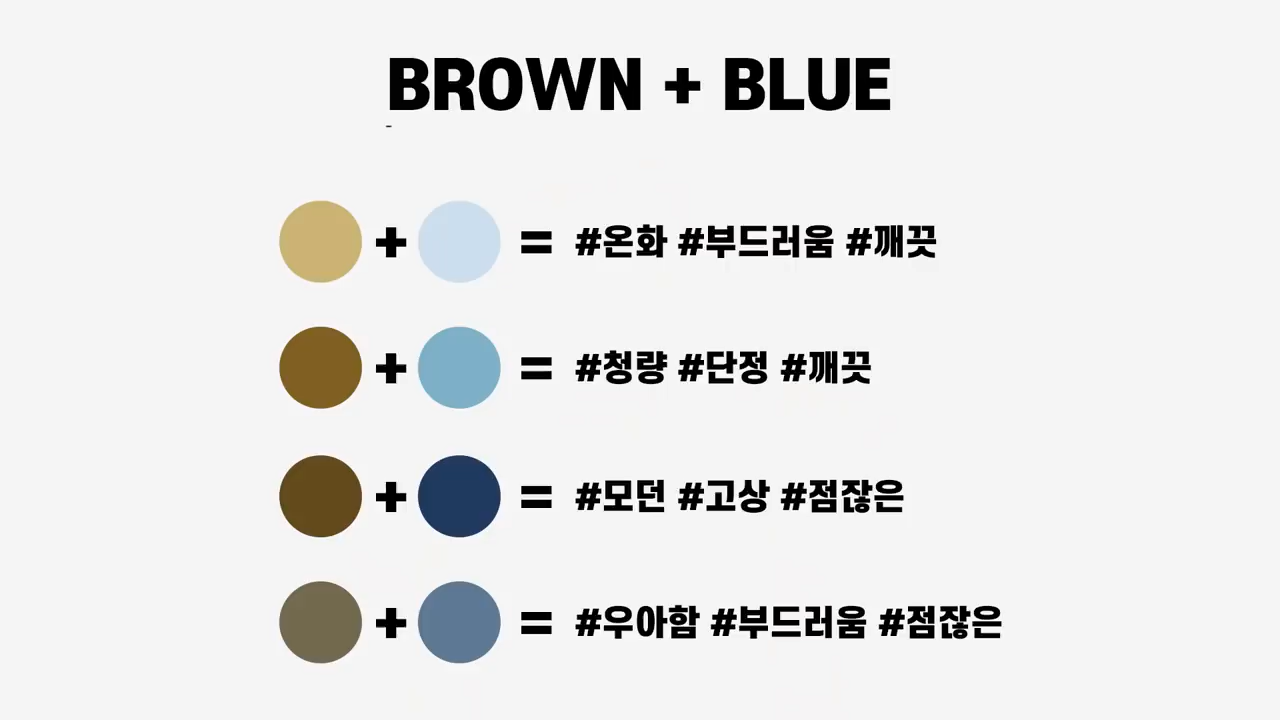 BROWN + BLUE
-
+ = #온화 #부드러움 #깨끗
+ = #청량 #단정 #깨끗
+ = #모던 #고상 #점잖은
+ = #우아함 #부드러움 #점잖은